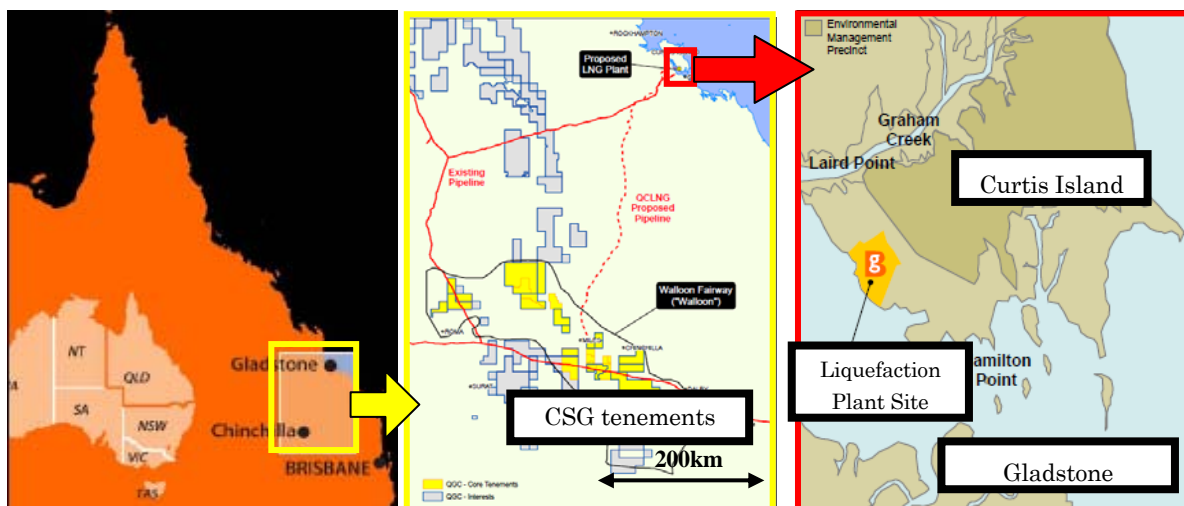 NT
QLD
SA
NSW
VIC
TAS
Gladstone
Chinchilla
BRISBANE
ROCKHAMPTON
Proposed
LNG Plant
Existing
Pipeline
QCLNG
Proposed
Pipeline
Walloon Fairway
("Walloon")
ROMA
CHINCHILLA
SURAT
CSG tenements
200km
QGC - Core Tenements
QGC - Interests
Environmental
Management
Precinct
Graham
Creek
Laird Point
Curtis Island
g
Liquefaction
Plant Site
amilton
Point
Gladstone